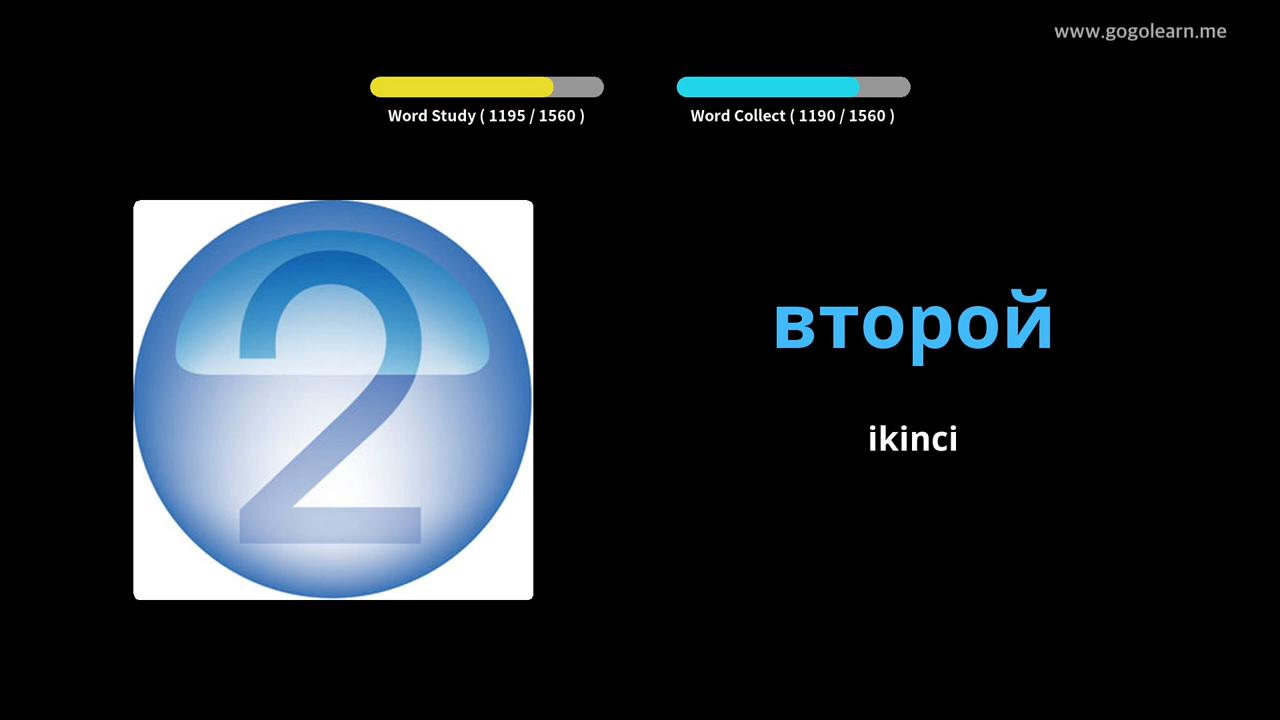 www.gogolearn.me
Word Study ( 1195 / 1560 )
Word Collect ( 1190 / 1560 )
2
второй
ikinci